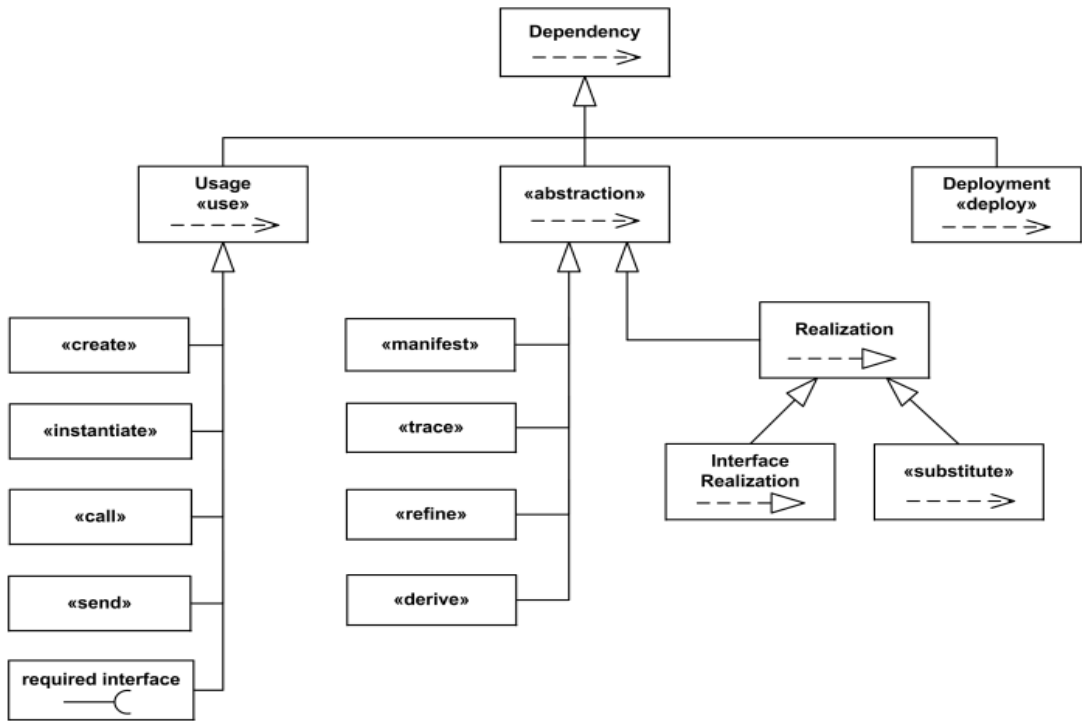 Dependency
Usage
«use»
«abstraction»
Deployment
«deploy»
«create»
«manifest»
Realization
«instantiate»
«trace»
Interface
Realization
«substitute»
«call»
«refine»
«send»
«derive»
required interface